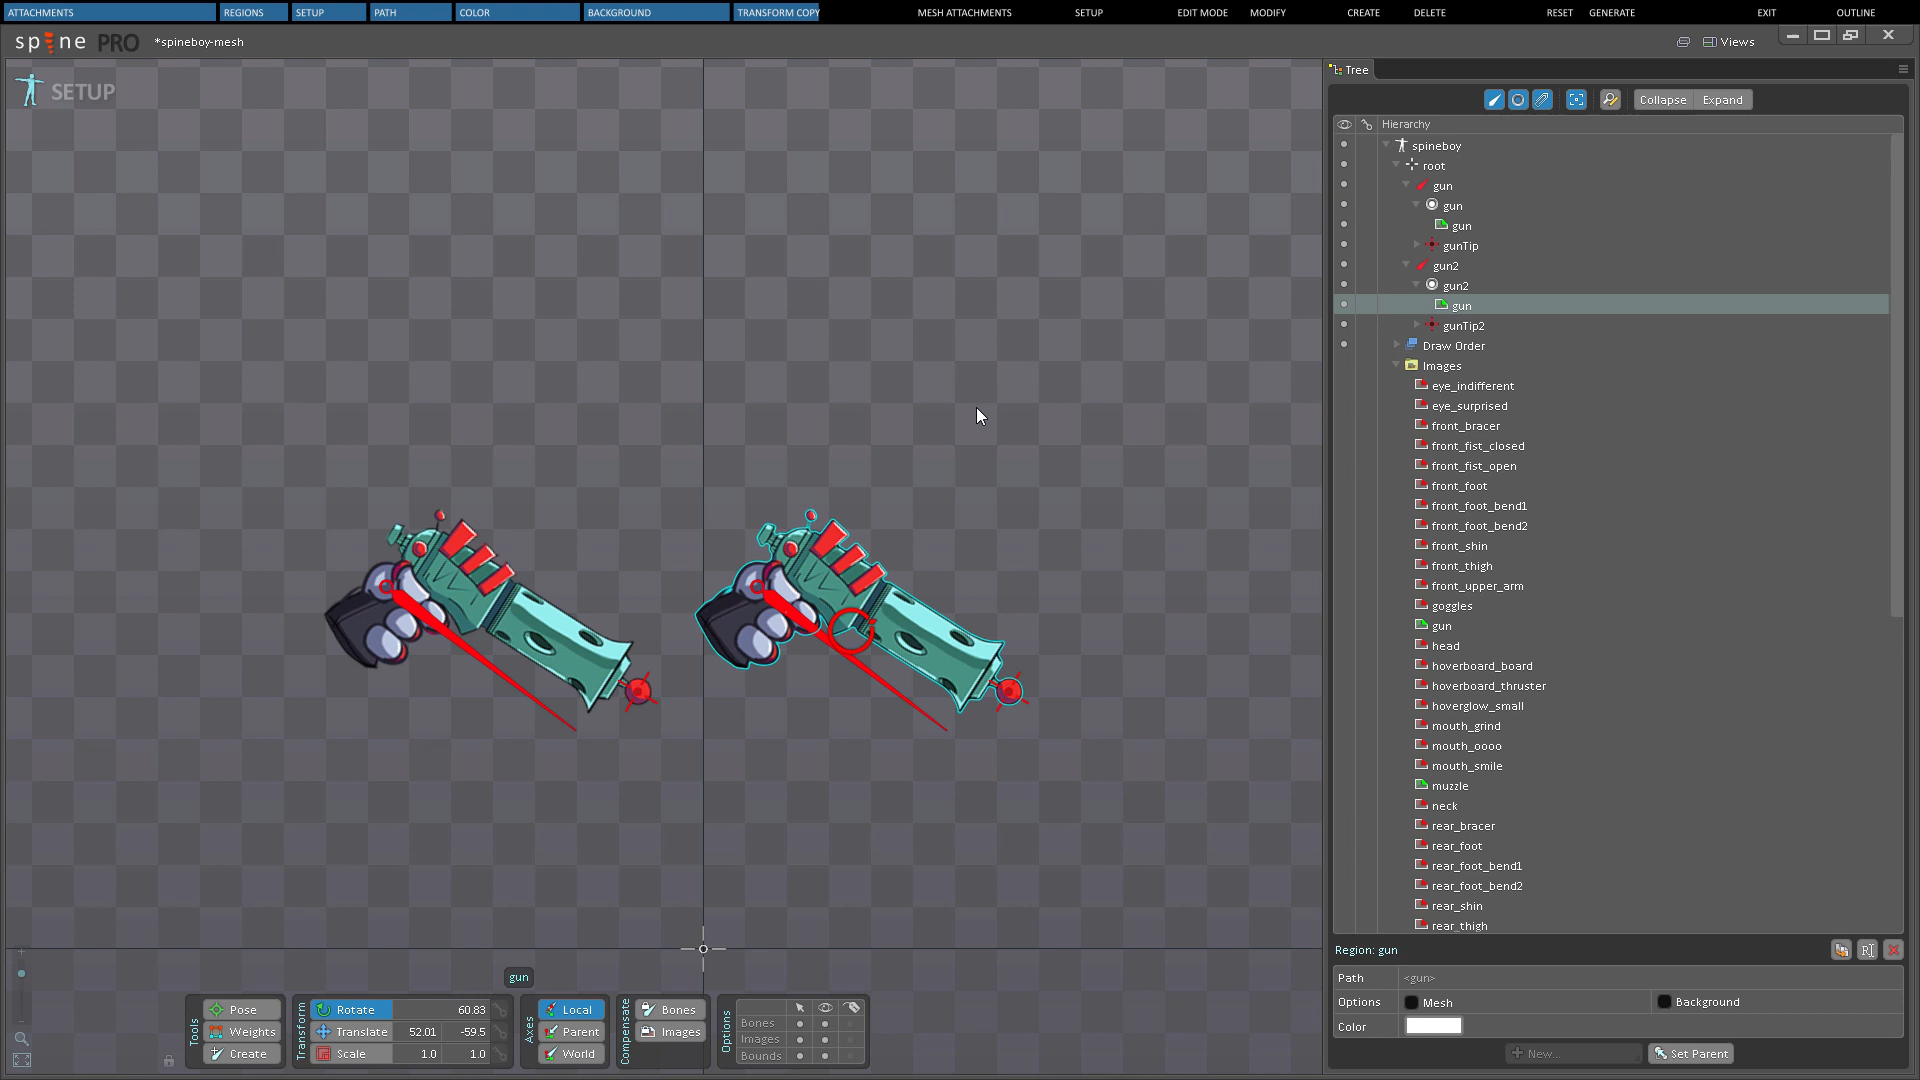 ATTACHMENTS REGIONS SETUP PATH COLOR BACKGROUND TRANSFORM COPY MESH ATTACHMENTS SETUP EDIT MODE MODIFY CREATE DELETE RESET GENERATE EXIT OUTLINE
spine PRO *spineboy-mesh Views
SETUP
Tree
Collapse Expand
Hierarchy
spineboy
root
gun
gun
gun
gunTip
gun2
gun2
gun
gunTip2
Draw Order
Images
eye_indifferent
eye_surprised
front_bracer
front_fist_closed
front_fist_open
front_foot
front_foot_bend1
front_foot_bend2
front_shin
front_thigh
front_upper_arm
goggles
gun
head
hoverboard_board
hoverboard_thruster
hoverglow_small
mouth_grind
mouth_oooo
mouth_smile
muzzle
neck
rear_bracer
rear_foot
rear_foot_bend1
rear_foot_bend2
rear_shin
rear_thigh
Region: gun
Path <gun>
Options Mesh Background
Color
New... Set Parent
gun
Tools
Pose
Weights
Create
Transform
Rotate 60.83
Translate 52.01 -59.5
Scale 1.0 1.0
Axes
Local
Parent
World
Compensate
Bones
Images
Options
Bones
Images
Bounds